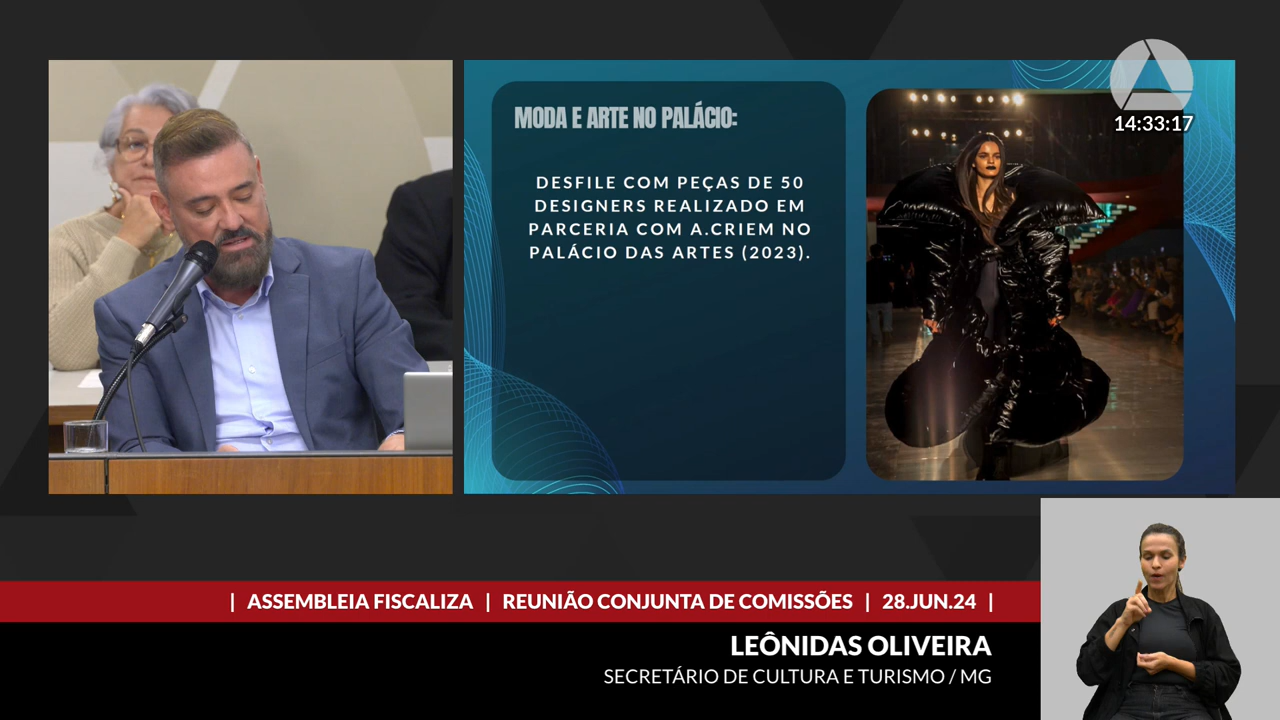 MODA E ARTE NO PALÁCIO:
DESFILE COM PEÇAS DE 50
DESIGNERS REALIZADO EM
PARCERIA COM A.CRIEM NO
PALÁCIO DAS ARTES (2023).
14:33:17
| ASSEMBLEIA FISCALIZA | REUNIÃO CONJUNTA DE COMISSÕES | 28.JUN.24 |
LEÔNIDAS OLIVEIRA
SECRETÁRIO DE CULTURA E TURISMO / MG